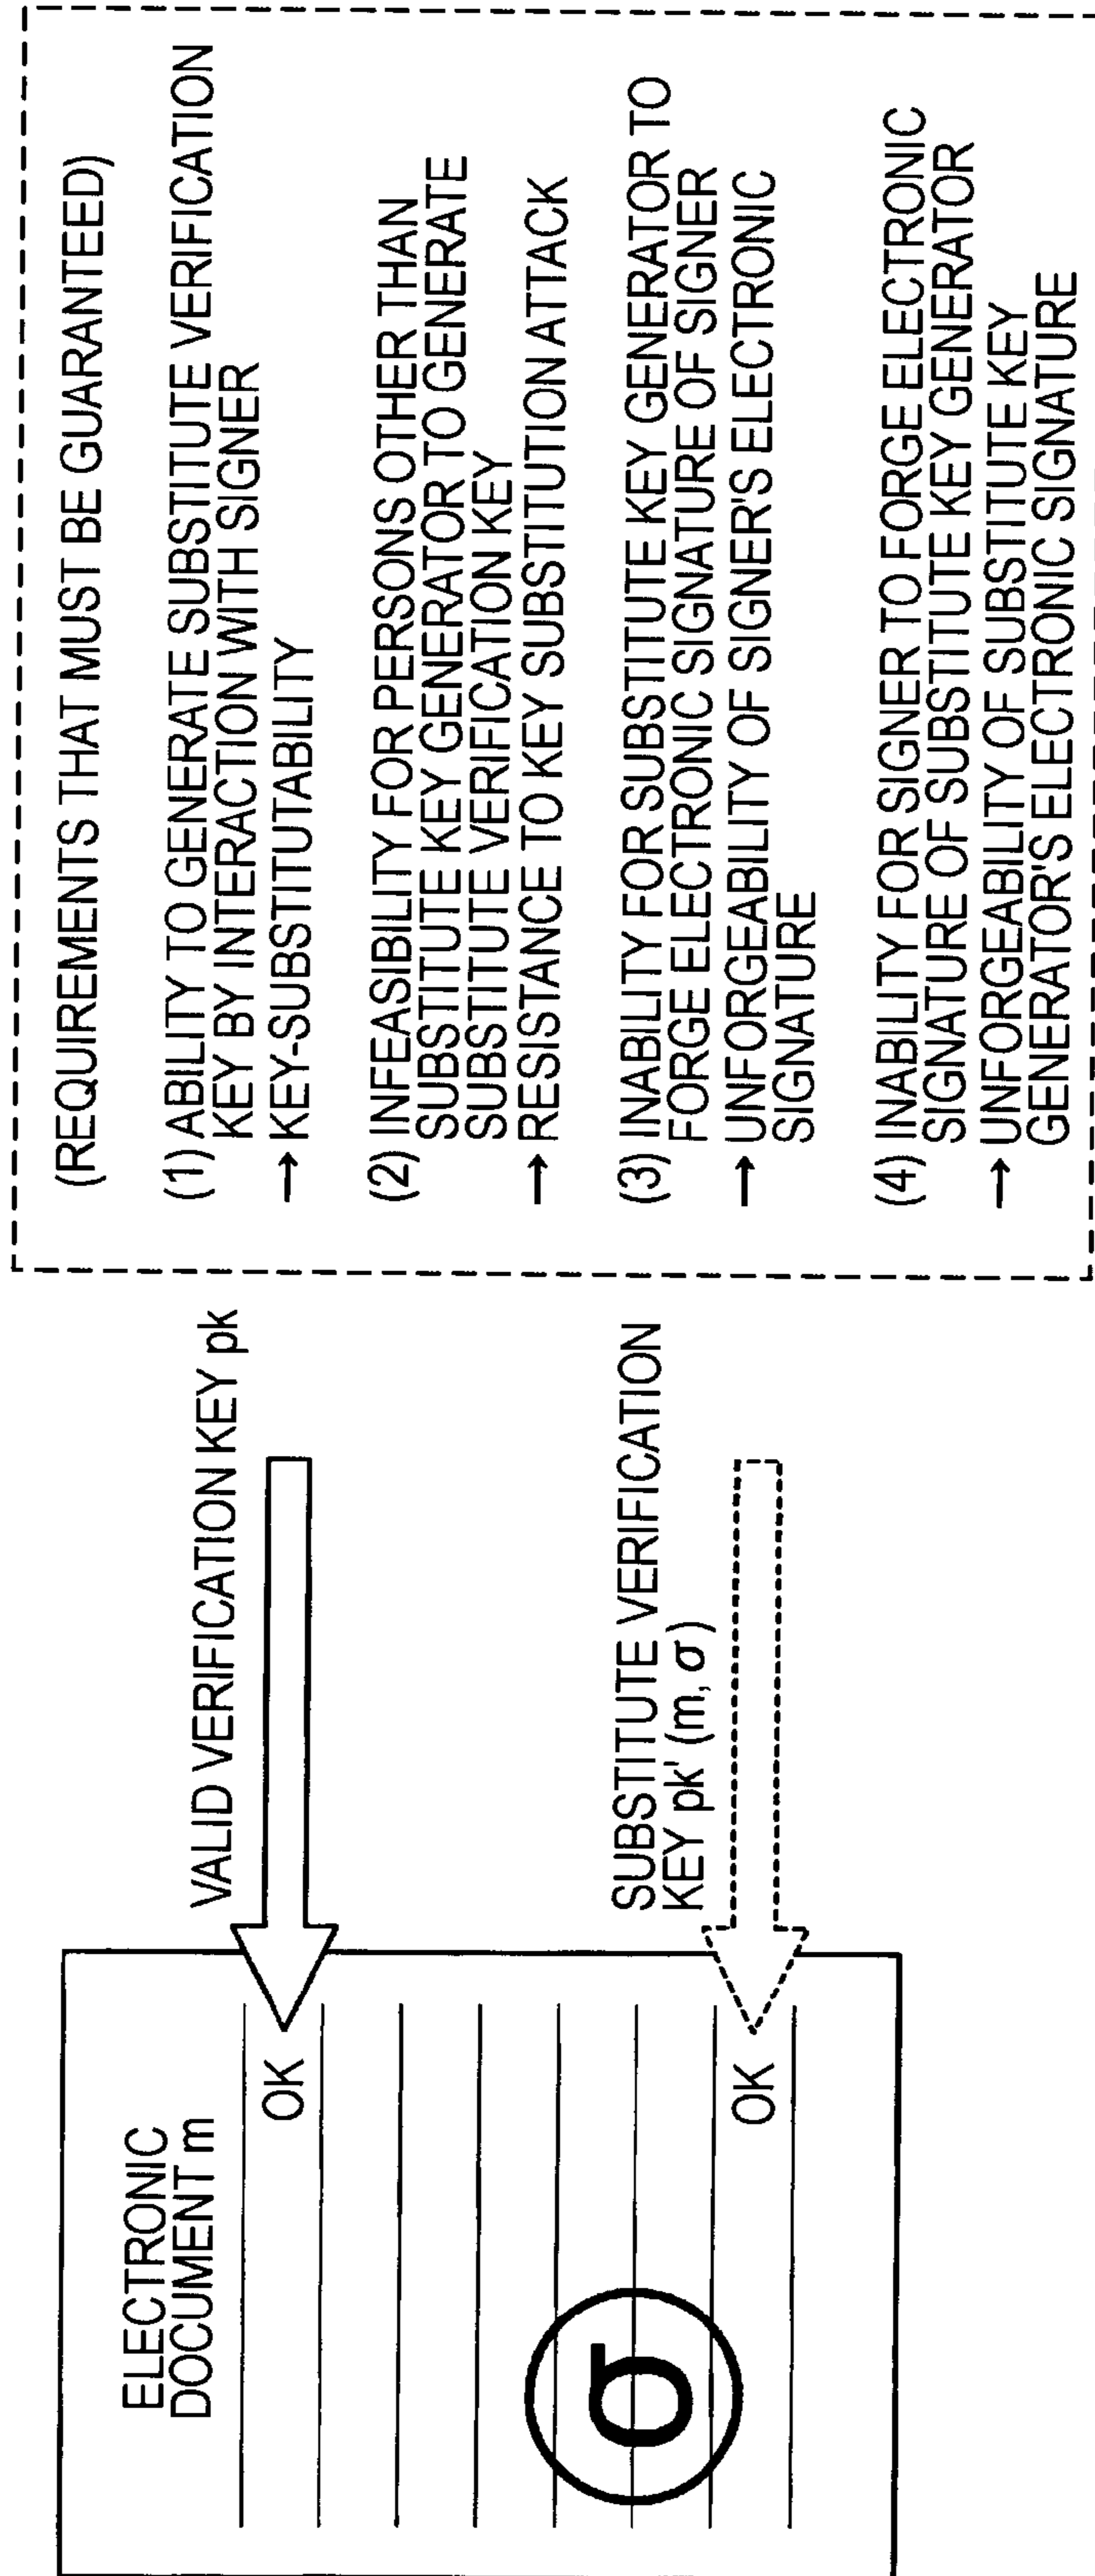 ELECTRONIC
DOCUMENT m
OK
σ
OK
VALID VERIFICATION KEY pk
SUBSTITUTE VERIFICATION
KEY pk' (m, σ)
(REQUIREMENTS THAT MUST BE GUARANTEED)
(1) ABILITY TO GENERATE SUBSTITUTE VERIFICATION
KEY BY INTERACTION WITH SIGNER
→ KEY-SUBSTITUTABILITY
(2) INFEASIBILITY FOR PERSONS OTHER THAN
SUBSTITUTE KEY GENERATOR TO GENERATE
SUBSTITUTE VERIFICATION KEY
→ RESISTANCE TO KEY SUBSTITUTION ATTACK
(3) INABILITY FOR SUBSTITUTE KEY GENERATOR TO
FORGE ELECTRONIC SIGNATURE OF SIGNER
→ UNFORGEABILITY OF SIGNER'S ELECTRONIC
SIGNATURE
(4) INABILITY FOR SIGNER TO FORGE ELECTRONIC
SIGNATURE OF SUBSTITUTE KEY GENERATOR
→ UNFORGEABILITY OF SUBSTITUTE KEY
GENERATOR'S ELECTRONIC SIGNATURE